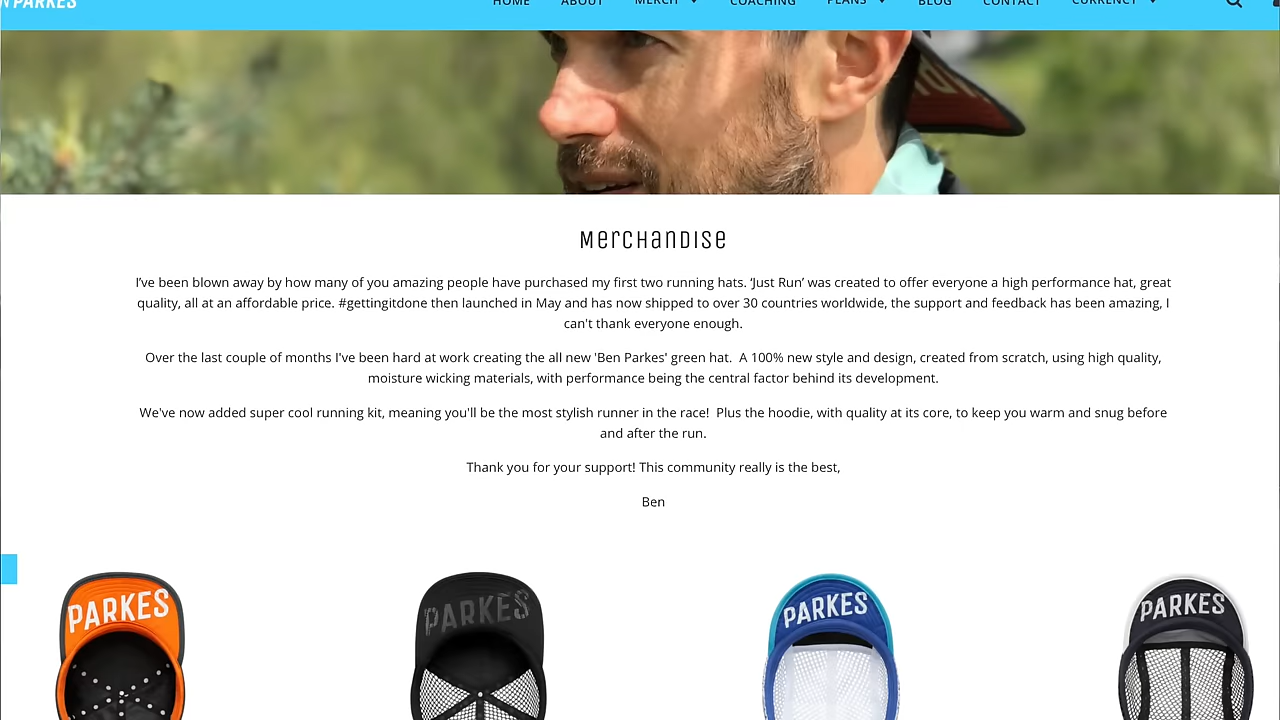 PARKES
HOME ABOUT MERCH COACHING PLANS BLOG CONTACT CURRENCY
Merchandise
I’ve been blown away by how many of you amazing people have purchased my first two running hats. ‘Just Run’ was created to offer everyone a high performance hat, great
quality, all at an affordable price. #gettingitdone then launched in May and has now shipped to over 30 countries worldwide, the support and feedback has been amazing, I
can't thank everyone enough.
Over the last couple of months I've been hard at work creating the all new 'Ben Parkes' green hat.  A 100% new style and design, created from scratch, using high quality,
moisture wicking materials, with performance being the central factor behind its development.
We've now added super cool running kit, meaning you'll be the most stylish runner in the race!  Plus the hoodie, with quality at its core, to keep you warm and snug before
and after the run.
Thank you for your support! This community really is the best,
Ben
PARKES PARKES PARKES PARKES